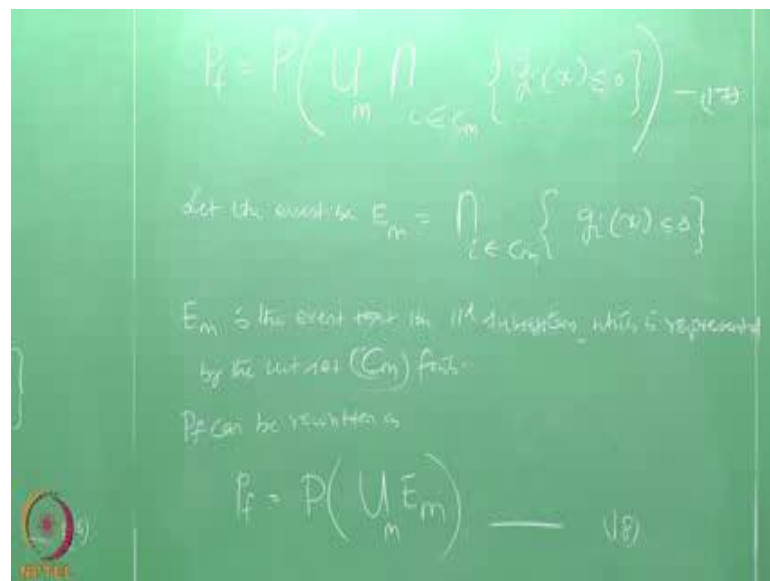 P_f = P( ⋃_m ⋂_{i ∈ C_m} { g_i(x) ≤ 0 } ) — (17)
Let the event be E_m = ⋂_{i ∈ C_m} { g_i(x) ≤ 0 }
E_m is the event that the 11^d subsystem, which is represented
by the cut set (C_m) fails.
P_f can be rewritten as
P_f = P( ⋃_m E_m ) — (18)
).
NPTEL